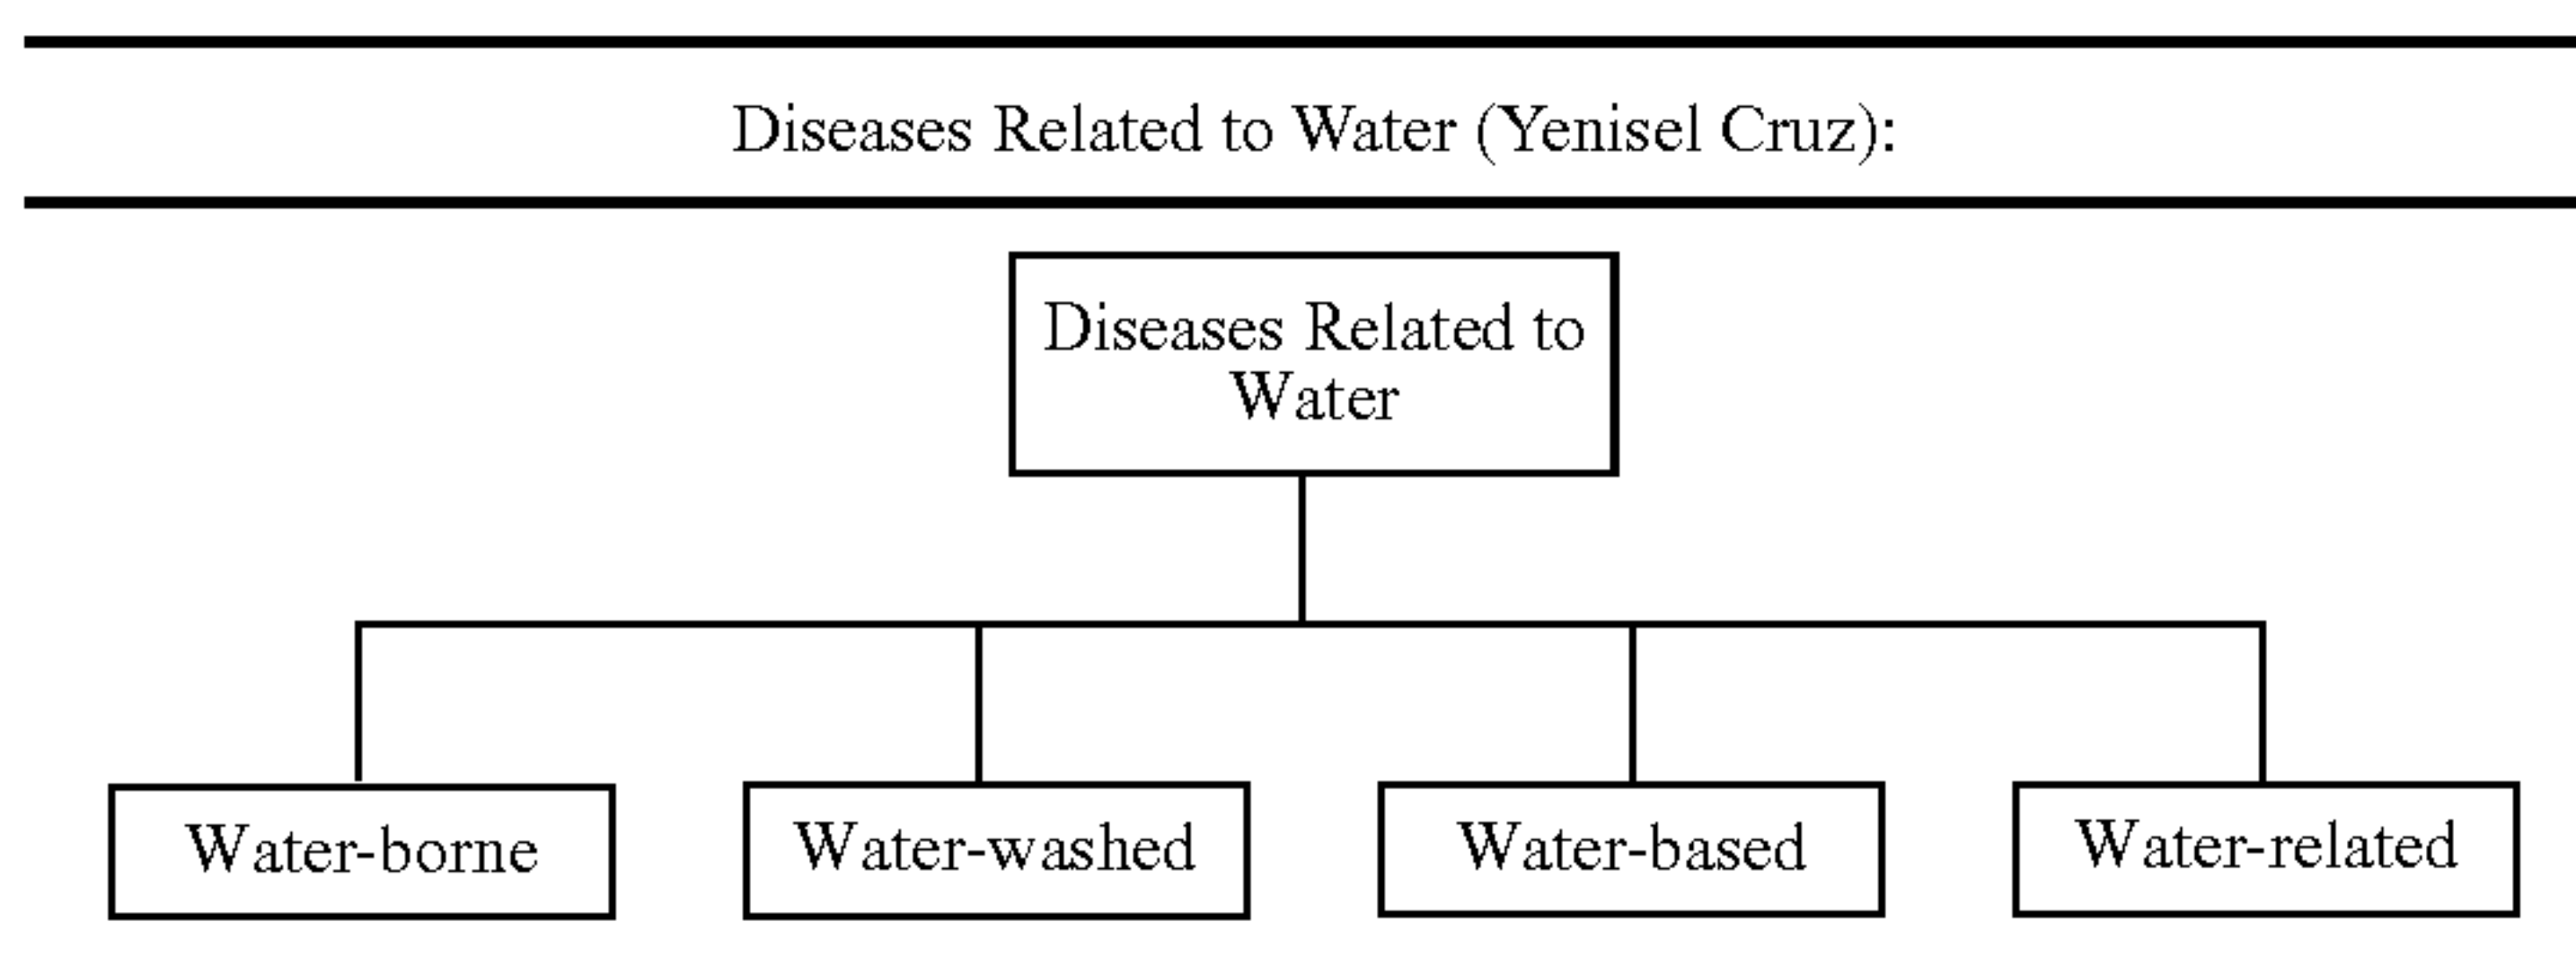 Diseases Related to Water (Yenisel Cruz):
Diseases Related to
Water
Water-borne
Water-washed
Water-based
Water-related